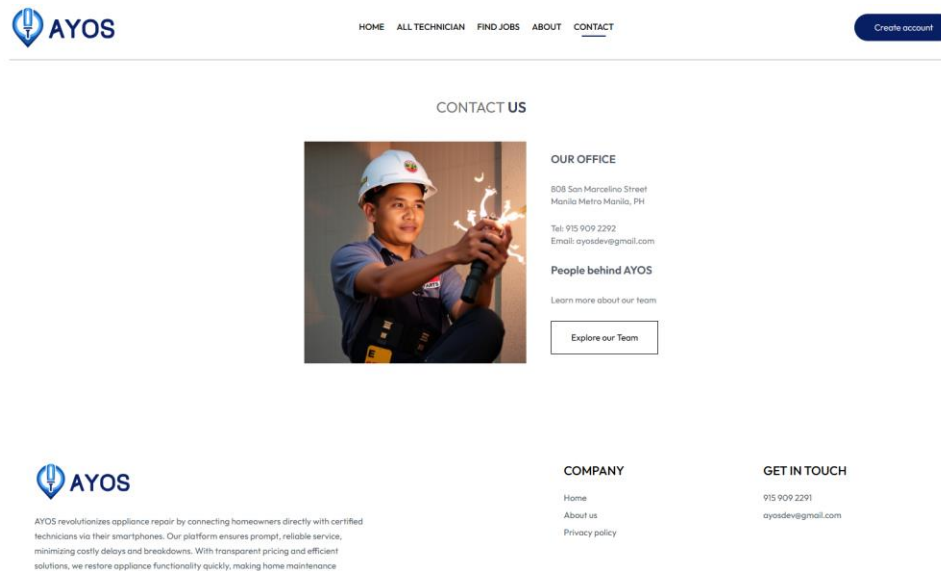 AYOS
HOME ALL TECHNICIAN FIND JOBS ABOUT CONTACT
Create account
CONTACT US
OUR OFFICE
808 San Marcelino Street
Manila Metro Manila, PH
Tel: 915 909 2292
Email: ayosdev@gmail.com
People behind AYOS
Learn more about our team
Explore our Team
AYOS
AYOS revolutionizes appliance repair by connecting homeowners directly with certified
technicians via their smartphones. Our platform ensures prompt, reliable service,
minimizing costly delays and breakdowns. With transparent pricing and efficient
solutions, we restore appliance functionality quickly, making home maintenance
COMPANY
Home
About us
Privacy policy
GET IN TOUCH
915 909 2291
ayosdev@gmail.com